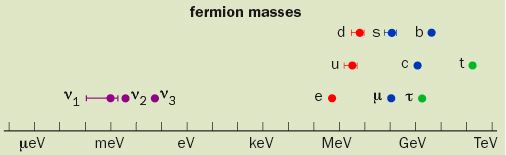 fermion masses
d s b
u c t
ν₁ ν₂ ν₃ e μ τ
μeV meV eV keV MeV GeV TeV